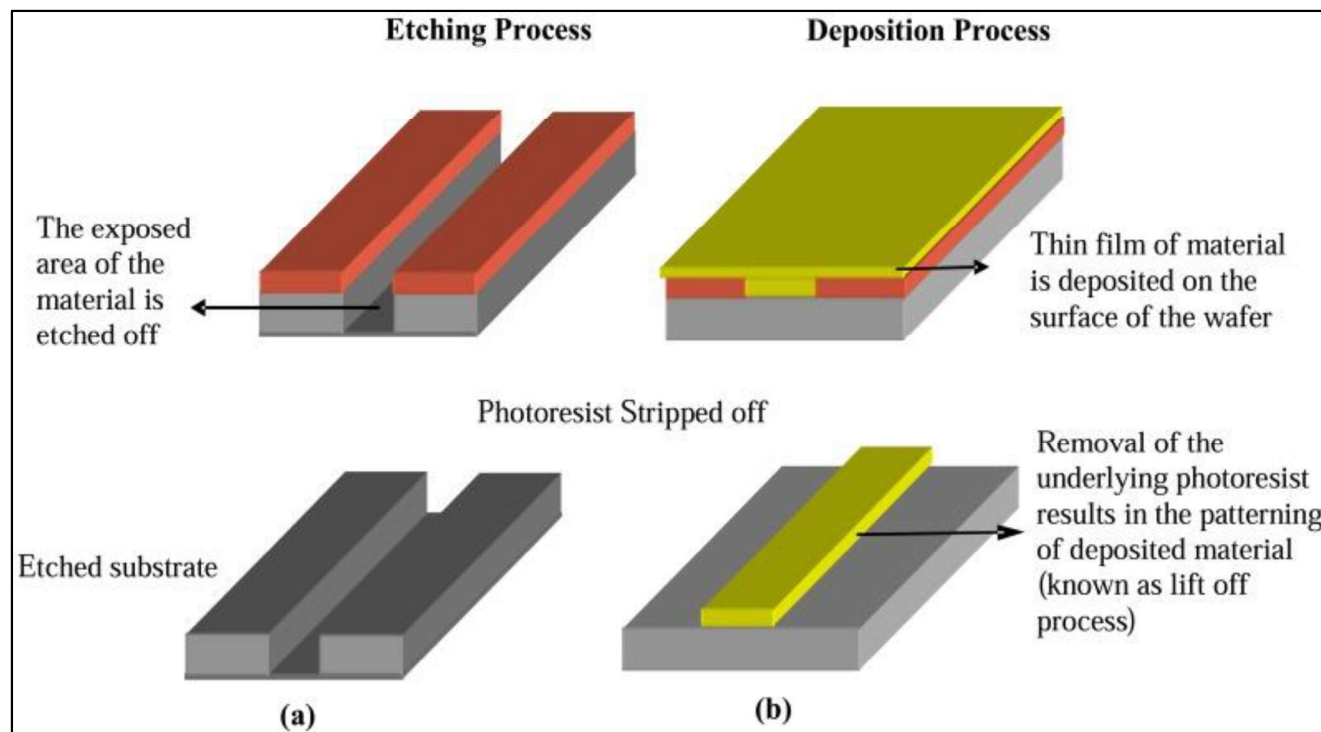 Etching Process
Deposition Process
The exposed
area of the
material is
etched off
Thin film of material
is deposited on the
surface of the wafer
Photoresist Stripped off
Etched substrate
Removal of the
underlying photoresist
results in the patterning
of deposited material
(known as lift off
process)
(a)
(b)